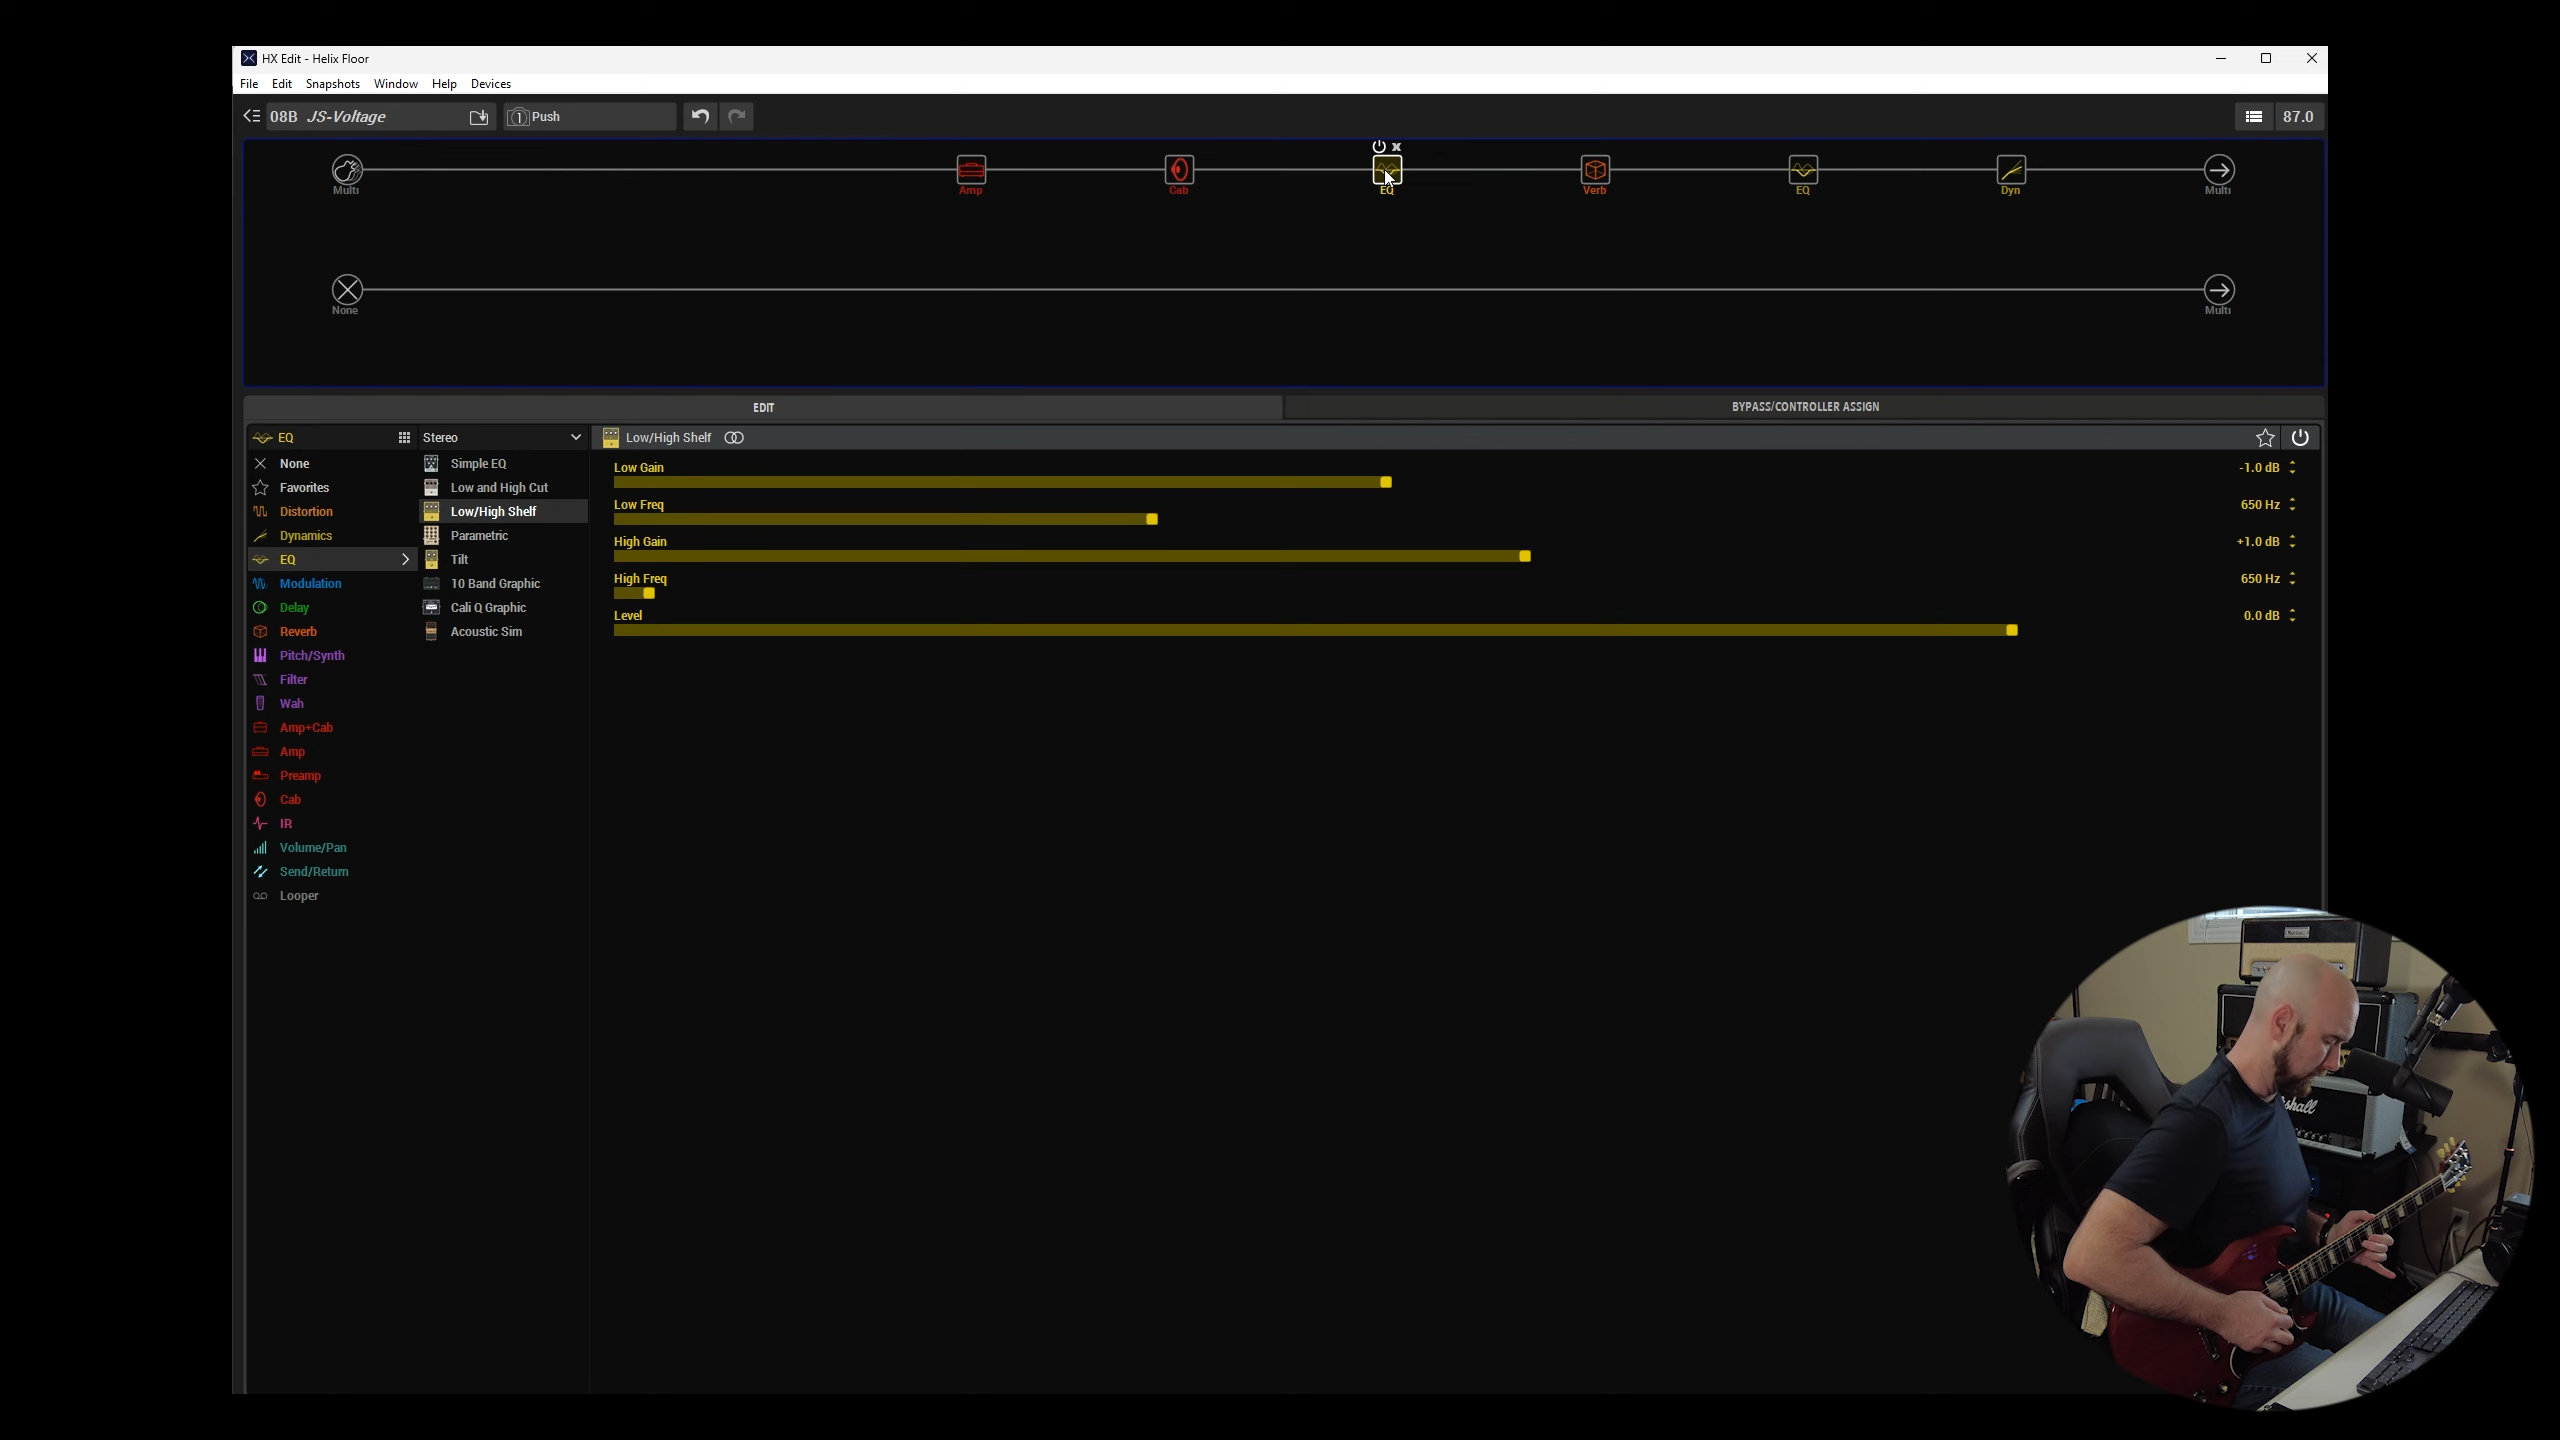 HX Edit - Helix Floor
File Edit Snapshots Window Help Devices
08B JS-Voltage 1 Push 87.0
Multi Amp Cab EQ Verb EQ Dyn Multi
None Multi
EDIT BYPASS/CONTROLLER ASSIGN
EQ Stereo Low/High Shelf
None Simple EQ Low Gain -1.0 dB
Favorites Low and High Cut
Distortion Low/High Shelf Low Freq 650 Hz
Dynamics Parametric High Gain +1.0 dB
EQ Tilt
Modulation 10 Band Graphic High Freq 650 Hz
Delay Cali Q Graphic Level 0.0 dB
Reverb Acoustic Sim
Pitch/Synth
Filter
Wah
Amp+Cab
Amp
Preamp
Cab
IR
Volume/Pan
Send/Return
Looper
shall